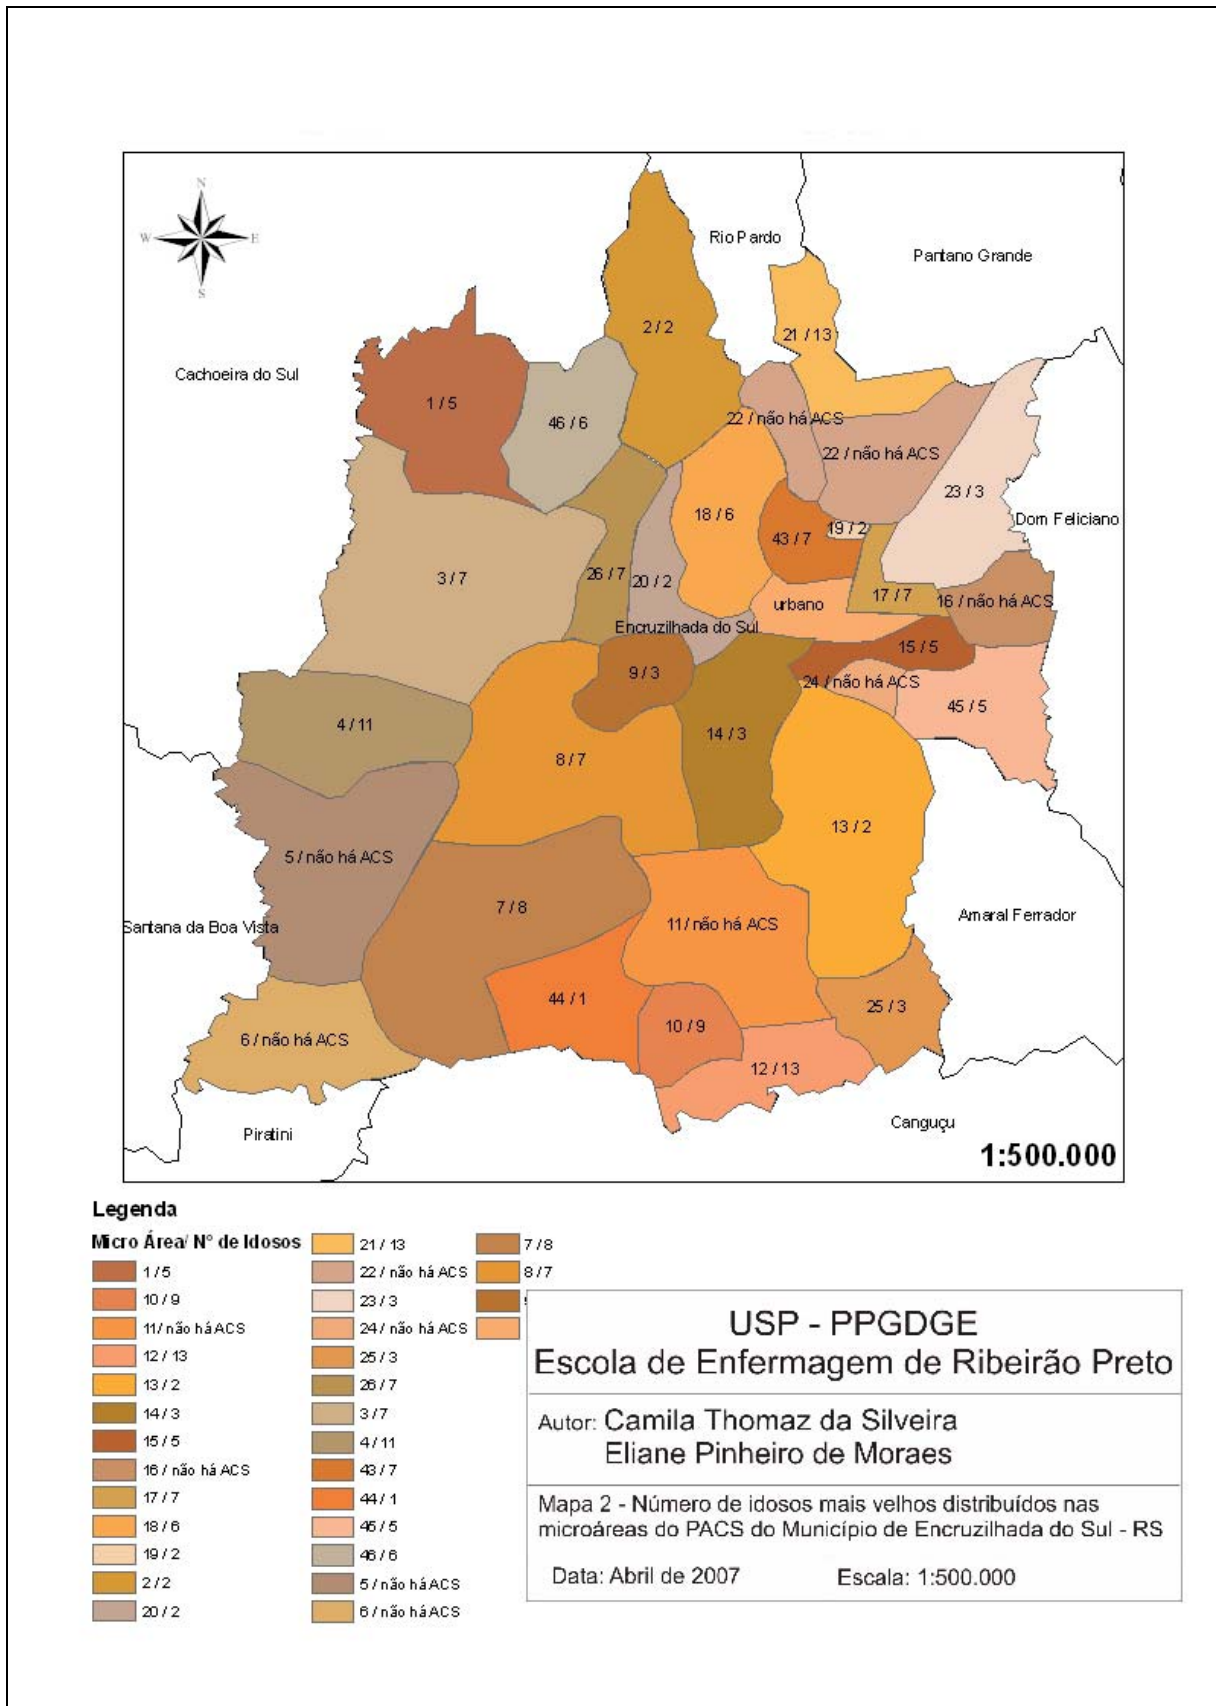 N
W
E
S
Rio Pardo
Pantano Grande
Cachoeira do Sul
2 / 2
21 / 13
1 / 5
46 / 6
22 / não há ACS
22 / não há ACS
23 / 3
Dom Feliciano
18 / 6
43 / 7
19 / 2
3 / 7
26 / 7
20 / 2
17 / 7
16 / não há ACS
urbano
Encruzilhada do Sul
15 / 5
9 / 3
24 / não há ACS
45 / 5
4 / 11
14 / 3
8 / 7
13 / 2
5 / não há ACS
7 / 8
Santana da Boa Vista
11 / não há ACS
Amaral Ferrador
44 / 1
25 / 3
10 / 9
6 / não há ACS
12 / 13
Canguçu
Piratini
1:500.000
Legenda
Micro Área/ N° de Idosos
1 / 5
10 / 9
11 / não há ACS
12 / 13
13 / 2
14 / 3
15 / 5
16 / não há ACS
17 / 7
18 / 6
19 / 2
2 / 2
20 / 2
21 / 13
22 / não há ACS
23 / 3
24 / não há ACS
25 / 3
26 / 7
3 / 7
4 / 11
43 / 7
44 / 1
45 / 5
46 / 6
5 / não há ACS
6 / não há ACS
7 / 8
8 / 7
USP - PPGDGE
Escola de Enfermagem de Ribeirão Preto
Autor: Camila Thomaz da Silveira
Eliane Pinheiro de Moraes
Mapa 2 - Número de idosos mais velhos distribuídos nas
microáreas do PACS do Município de Encruzilhada do Sul - RS
Data: Abril de 2007 Escala: 1:500.000